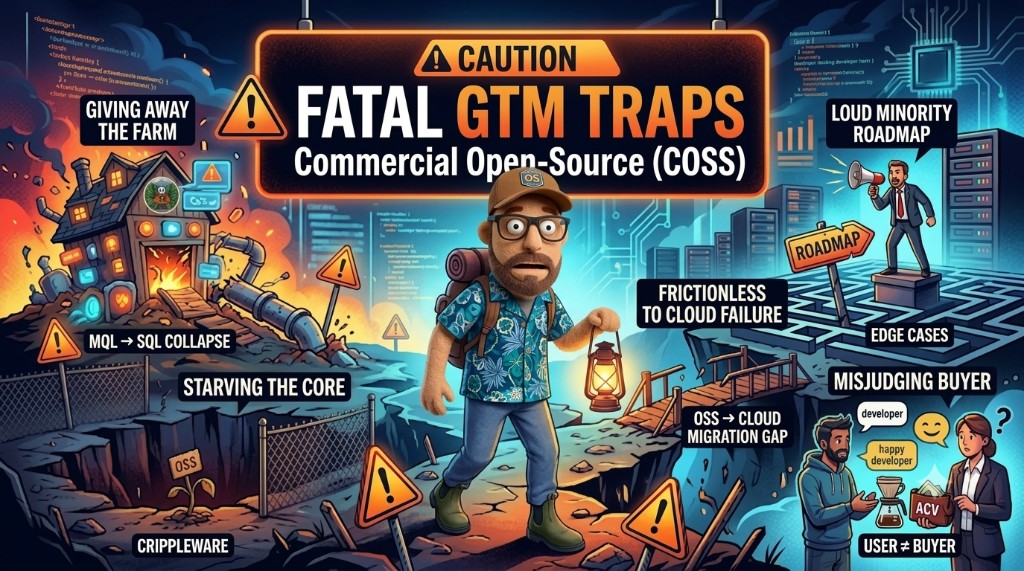 CAUTION
FATAL GTM TRAPS
Commercial Open-Source (COSS)
OS
GIVING AWAY
THE FARM
MQL → SQL COLLAPSE
STARVING THE CORE
OSS
CRIPPLEWARE
LOUD MINORITY
ROADMAP
ROADMAP
EDGE CASES
FRICTIONLESS
TO CLOUD FAILURE
OSS → CLOUD
MIGRATION GAP
MISJUDGING BUYER
developer
happy
developer
?
ACV
USER ≠ BUYER